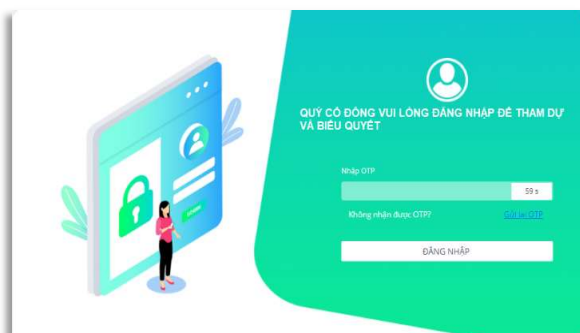 QUÝ CỔ ĐÔNG VUI LÒNG ĐĂNG NHẬP ĐỂ THAM DỰ
VÀ BIỂU QUYẾT
Nhập OTP
59 s
Không nhận được OTP?
Gửi lại OTP
ĐĂNG NHẬP